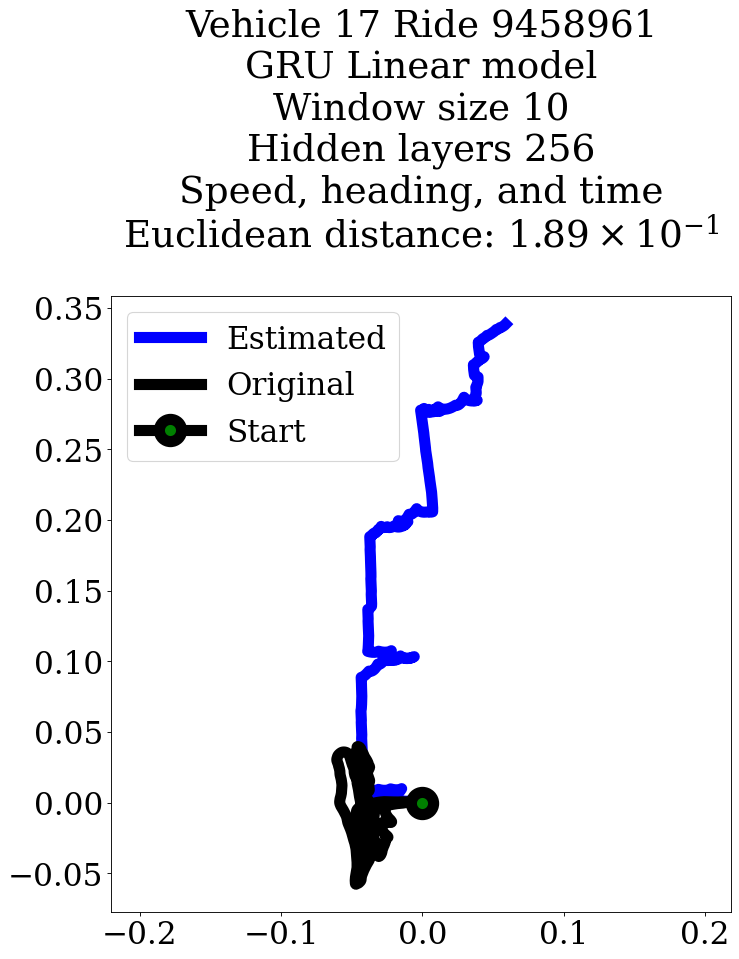 Vehicle 17 Ride 9458961
GRU Linear model
Window size 10
Hidden layers 256
Speed, heading, and time
Euclidean distance: 1.89 × 10⁻¹
0.35
0.30
0.25
0.20
0.15
0.10
0.05
0.00
−0.05
Estimated
Original
Start
−0.2 −0.1 0.0 0.1 0.2